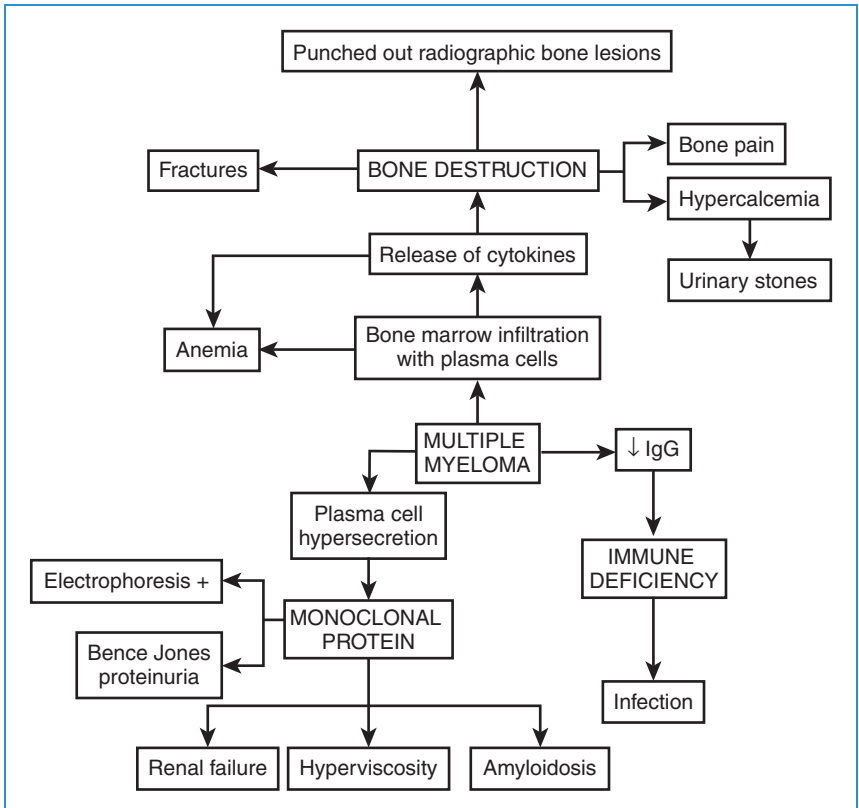 Punched out radiographic bone lesions
Fractures
BONE DESTRUCTION
Bone pain
Hypercalcemia
Urinary stones
Release of cytokines
Anemia
Bone marrow infiltration
with plasma cells
MULTIPLE
MYELOMA
↓ IgG
Plasma cell
hypersecretion
IMMUNE
DEFICIENCY
Electrophoresis +
MONOCLONAL
PROTEIN
Bence Jones
proteinuria
Infection
Renal failure
Hyperviscosity
Amyloidosis